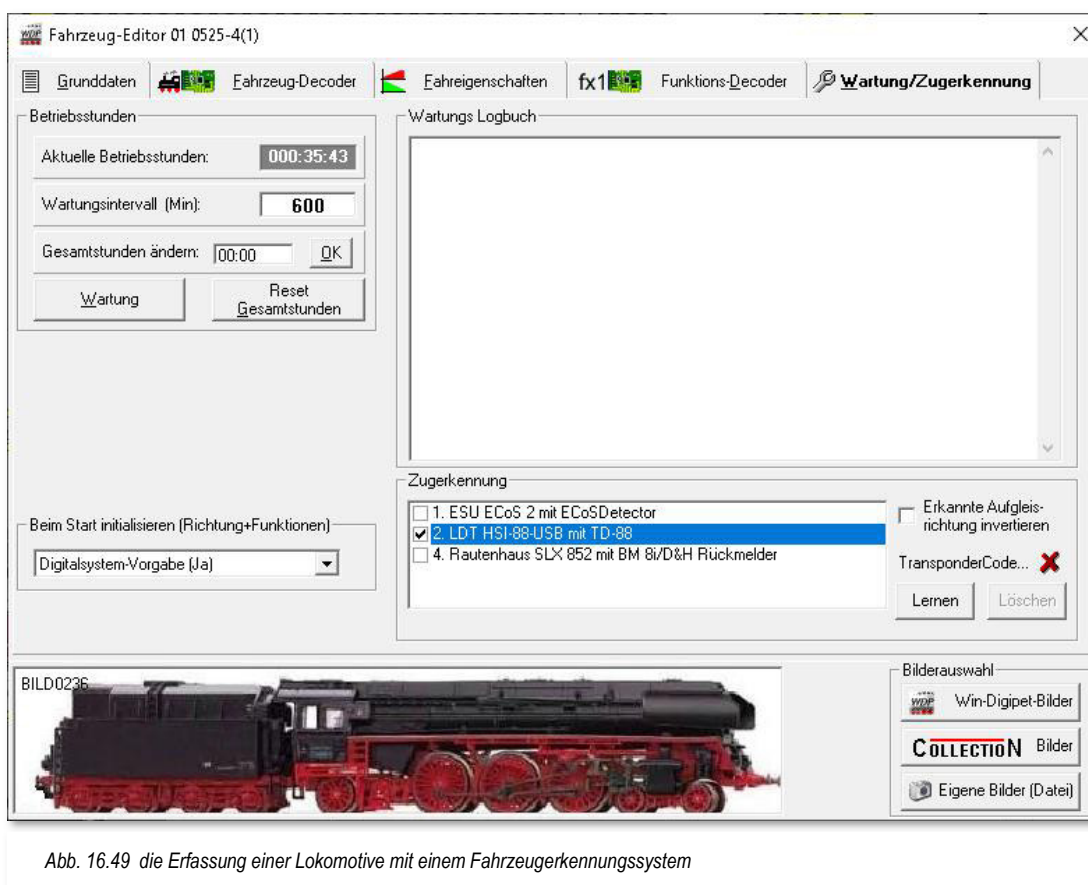 Fahrzeug-Editor 01 0525-4(1)
Grunddaten
Fahrzeug-Decoder
Fahreigenschaften
fx1
Funktions-Decoder
Wartung/Zugerkennung
Betriebsstunden
Aktuelle Betriebsstunden: 000:35:43
Wartungsintervall (Min): 600
Gesamtstunden ändern: 00:00 OK
Wartung
Reset
Gesamtstunden
Wartungs Logbuch
Beim Start initialisieren (Richtung+Funktionen)
Digitalsystem-Vorgabe (Ja)
Zugerkennung
1. ESU ECoS 2 mit ECoSDetector
2. LDT HSI-88-USB mit TD-88
4. Rautenhaus SLX 852 mit BM 8i/D&H Rückmelder
Erkannte Aufgleis-
richtung invertieren
TransponderCode...
Lernen
Löschen
BILD0236
Bilderauswahl
WDP Win-Digipet-Bilder
COLLECTION Bilder
Eigene Bilder (Datei)
Abb. 16.49 die Erfassung einer Lokomotive mit einem Fahrzeugerkennungssystem